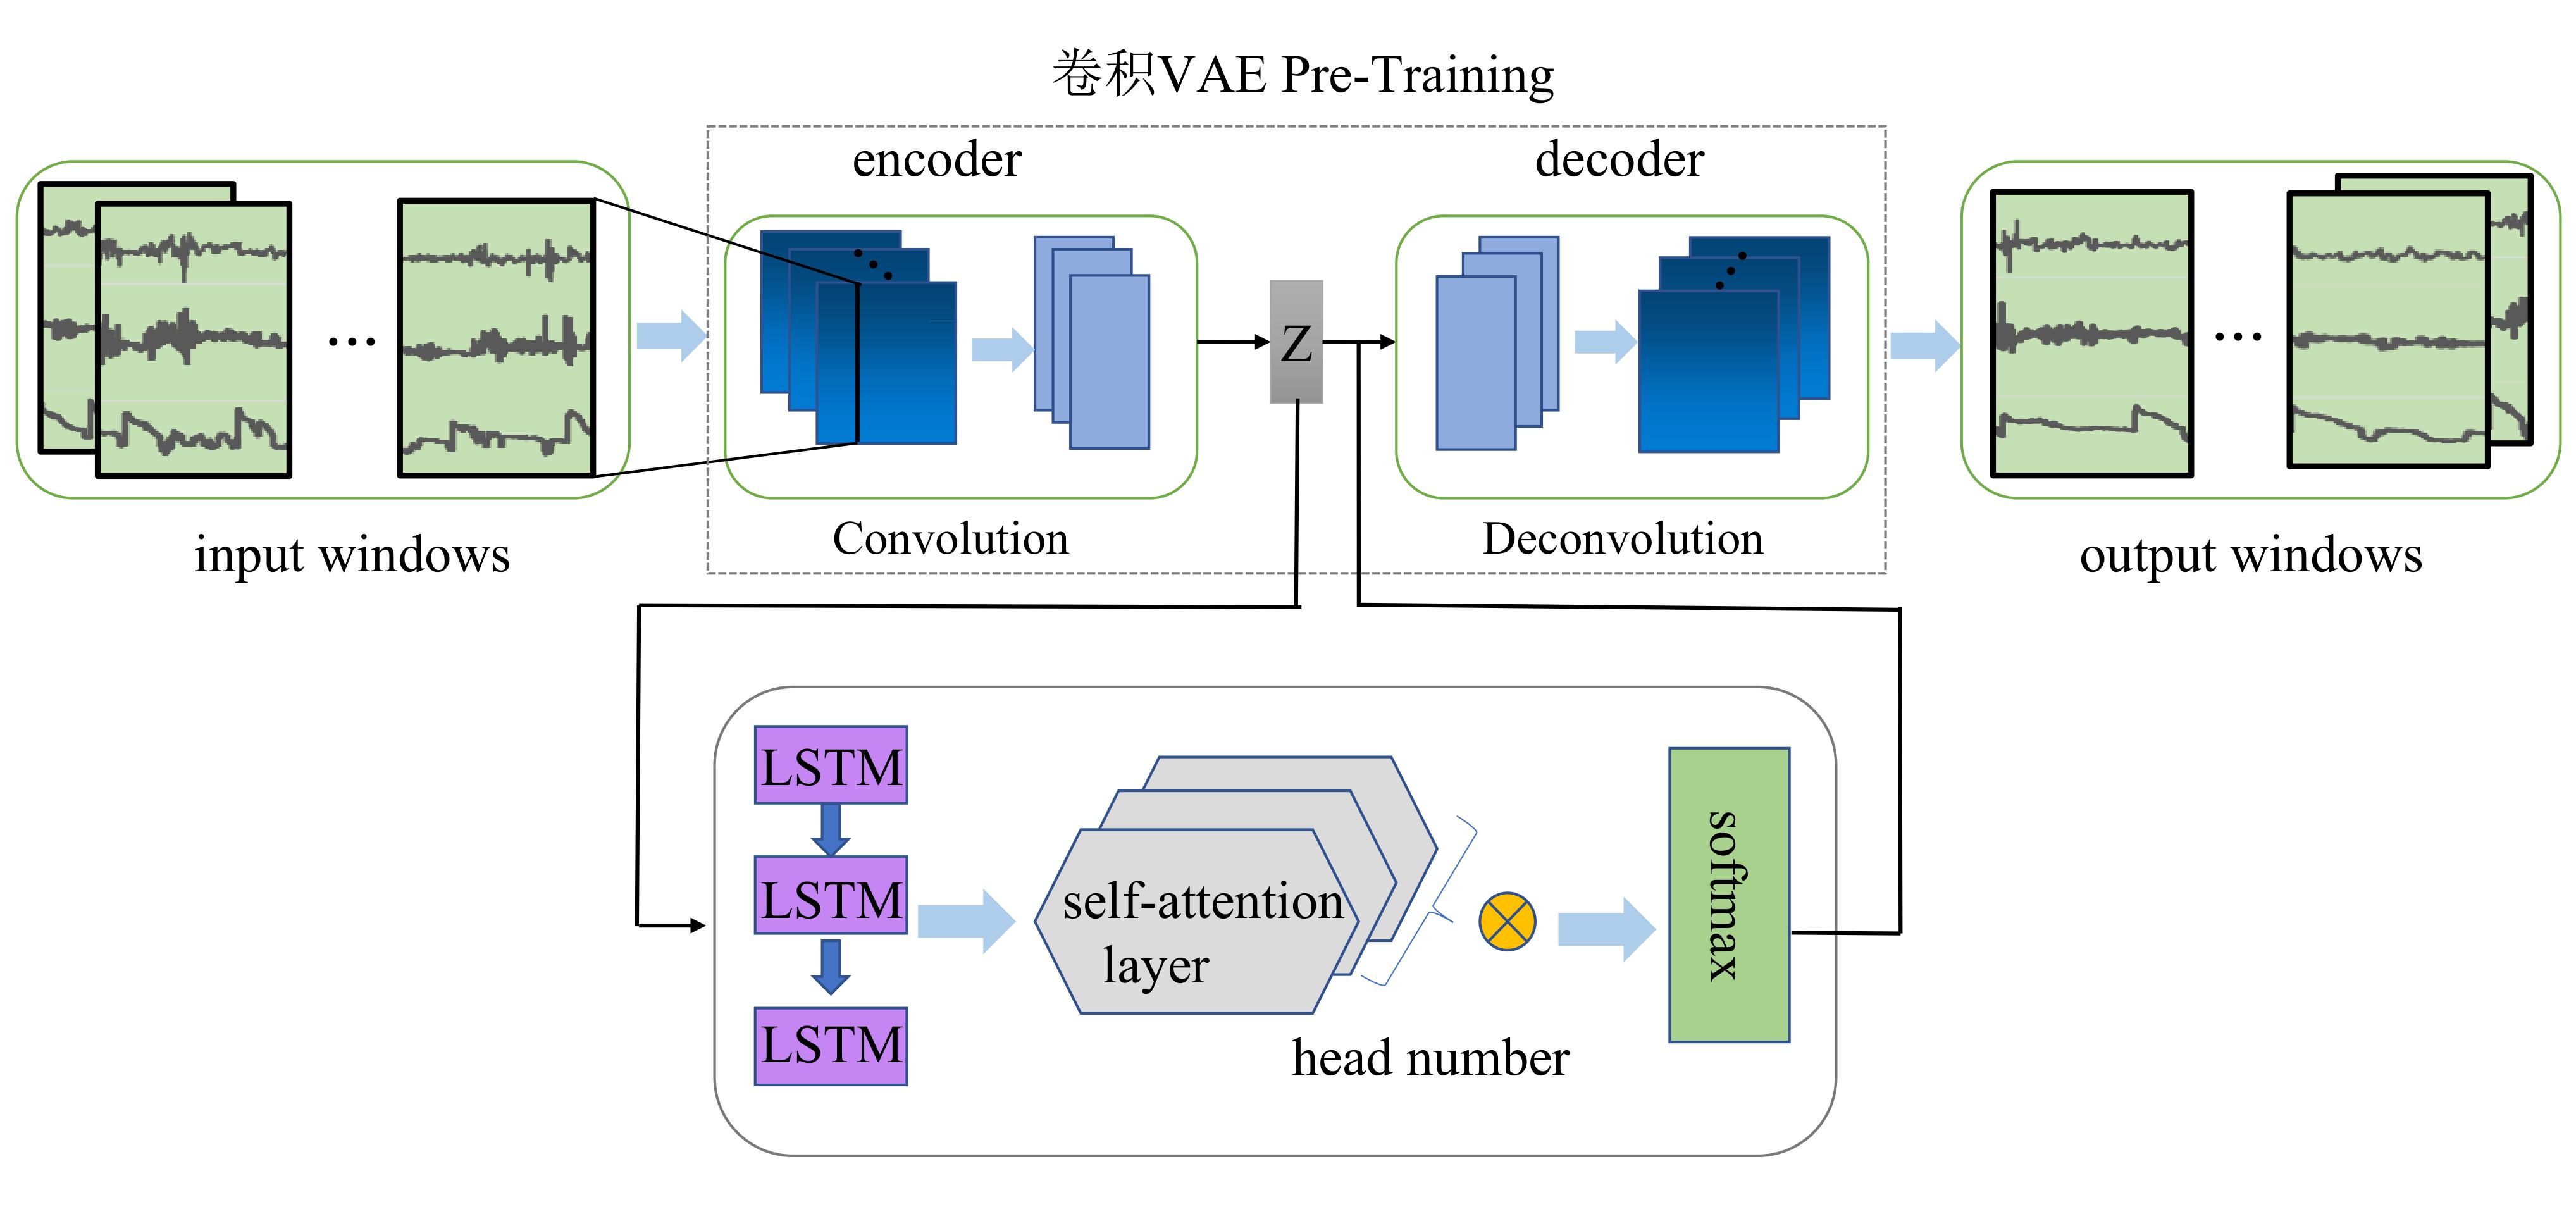 卷积VAE Pre-Training
encoder
decoder
Z
Convolution
Deconvolution
input windows
output windows
LSTM
LSTM
LSTM
self-attention
layer
head number
softmax